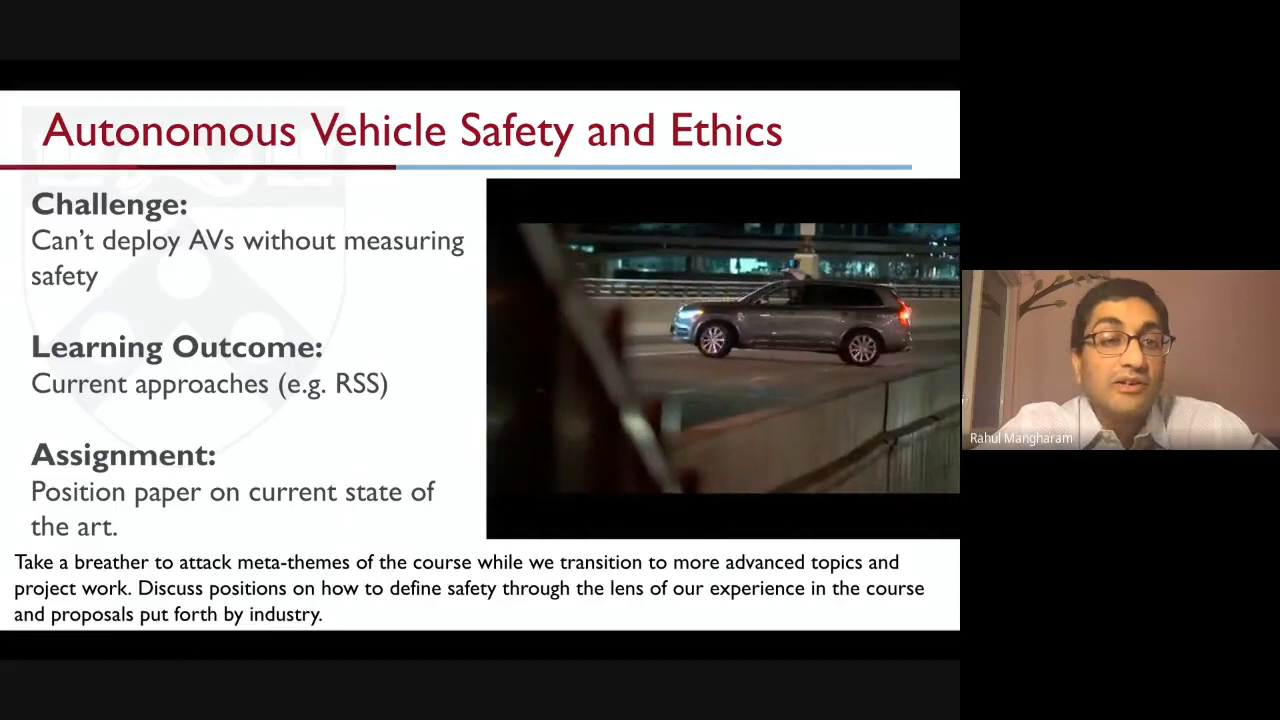 Autonomous Vehicle Safety and Ethics
Challenge:
Can’t deploy AVs without measuring
safety
Learning Outcome:
Current approaches (e.g. RSS)
Assignment:
Position paper on current state of
the art.
Take a breather to attack meta-themes of the course while we transition to more advanced topics and
project work. Discuss positions on how to define safety through the lens of our experience in the course
and proposals put forth by industry.
Rahul Mangharam